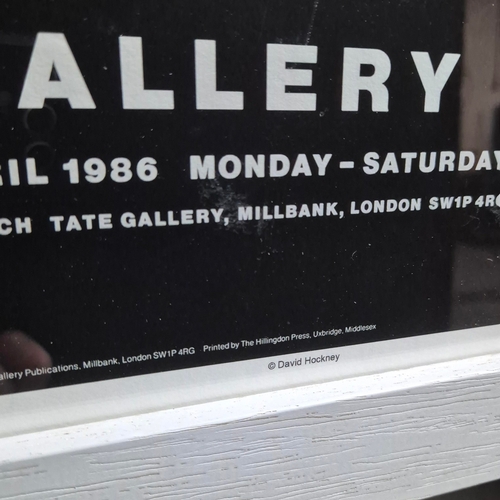 ALLERY
RIL 1986 MONDAY – SATURDAY
CH TATE GALLERY, MILLBANK, LONDON SW1P 4RG
allery Publications, Millbank, London SW1P 4RG Printed by The Hillingdon Press, Uxbridge, Middlesex
© David Hockney